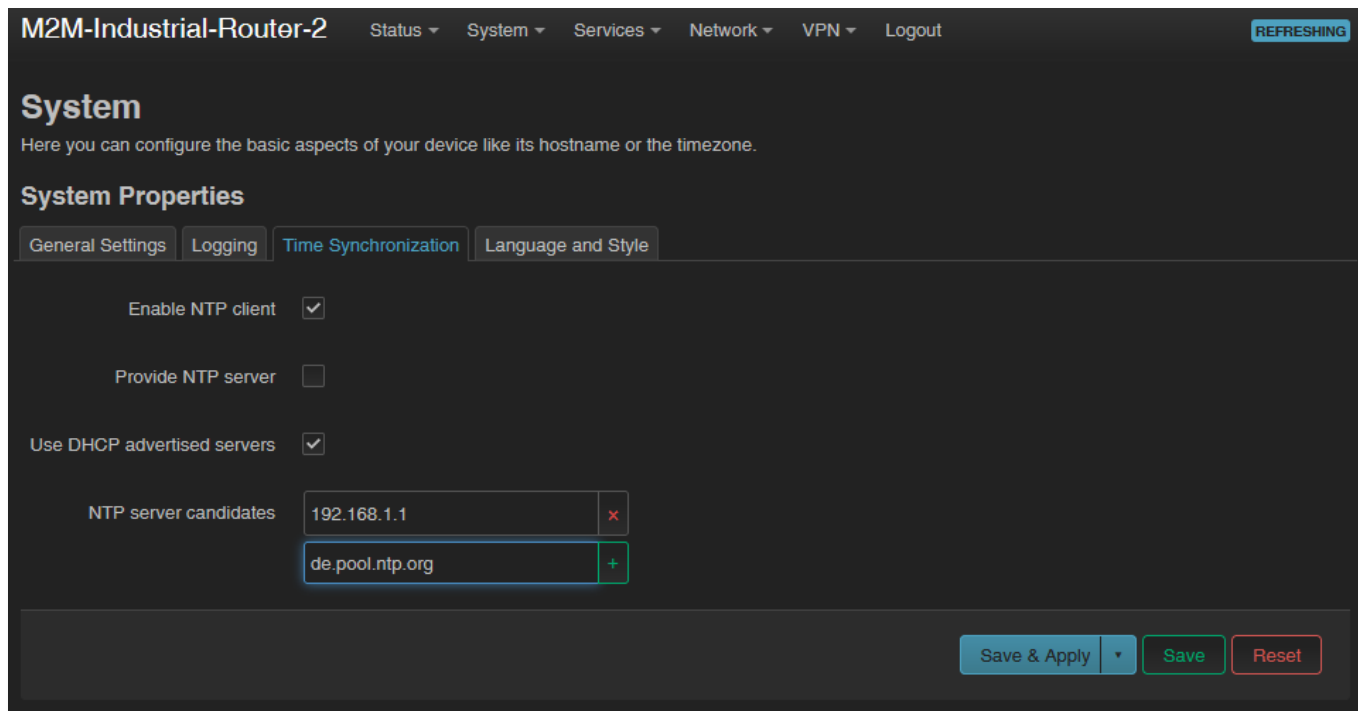 M2M-Industrial-Router-2 Status System Services Network VPN Logout REFRESHING
System
Here you can configure the basic aspects of your device like its hostname or the timezone.
System Properties
General Settings Logging Time Synchronization Language and Style
Enable NTP client
Provide NTP server
Use DHCP advertised servers
NTP server candidates 192.168.1.1 ×
de.pool.ntp.org +
Save & Apply Save Reset